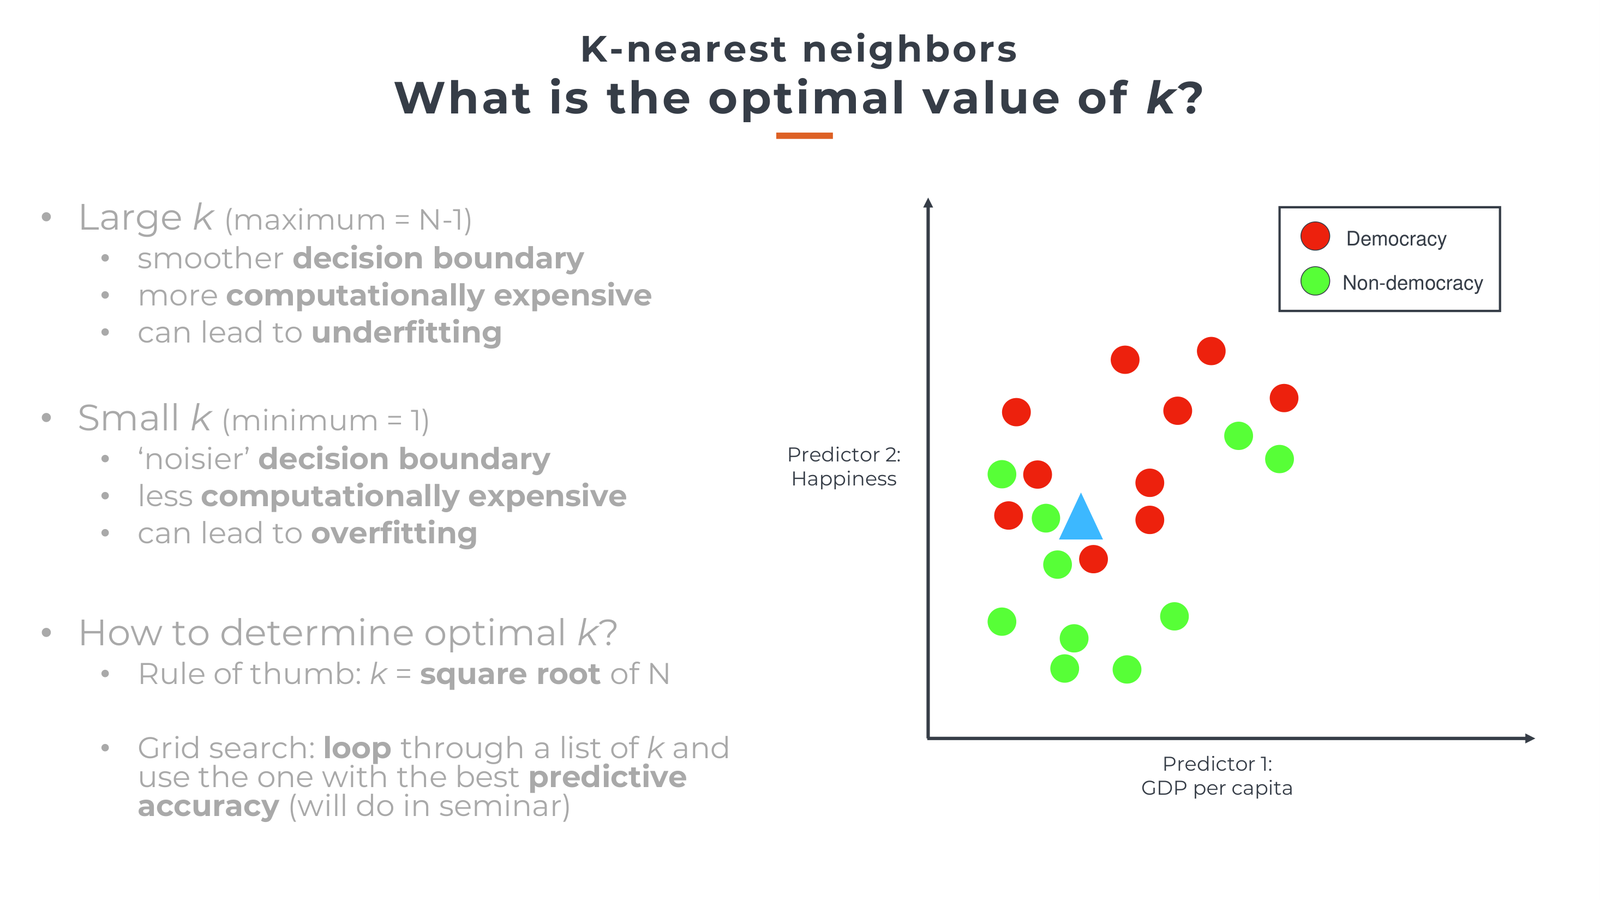 K-nearest neighbors
What is the optimal value of k?
• Large k (maximum = N-1)
• smoother decision boundary
• more computationally expensive
• can lead to underfitting
• Small k (minimum = 1)
• ‘noisier’ decision boundary
• less computationally expensive
• can lead to overfitting
• How to determine optimal k?
• Rule of thumb: k = square root of N
• Grid search: loop through a list of k and
use the one with the best predictive
accuracy (will do in seminar)
Democracy
Non-democracy
Predictor 2:
Happiness
Predictor 1:
GDP per capita